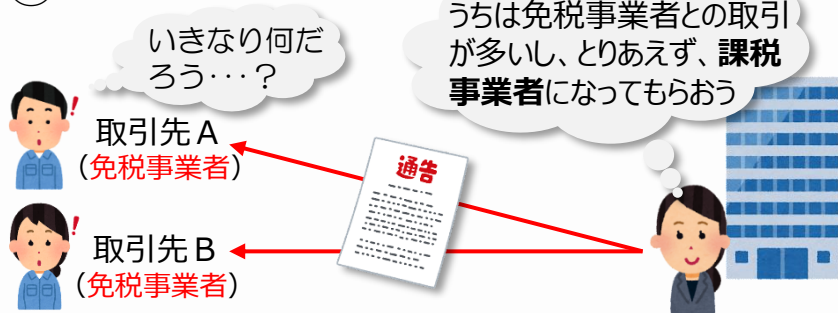 うちは免税事業者との取引
が多いし、とりあえず、課税
事業者になってもらおう
いきなり何だ
ろう・・・？
取引先Ａ
（免税事業者）
通告
取引先Ｂ
（免税事業者）